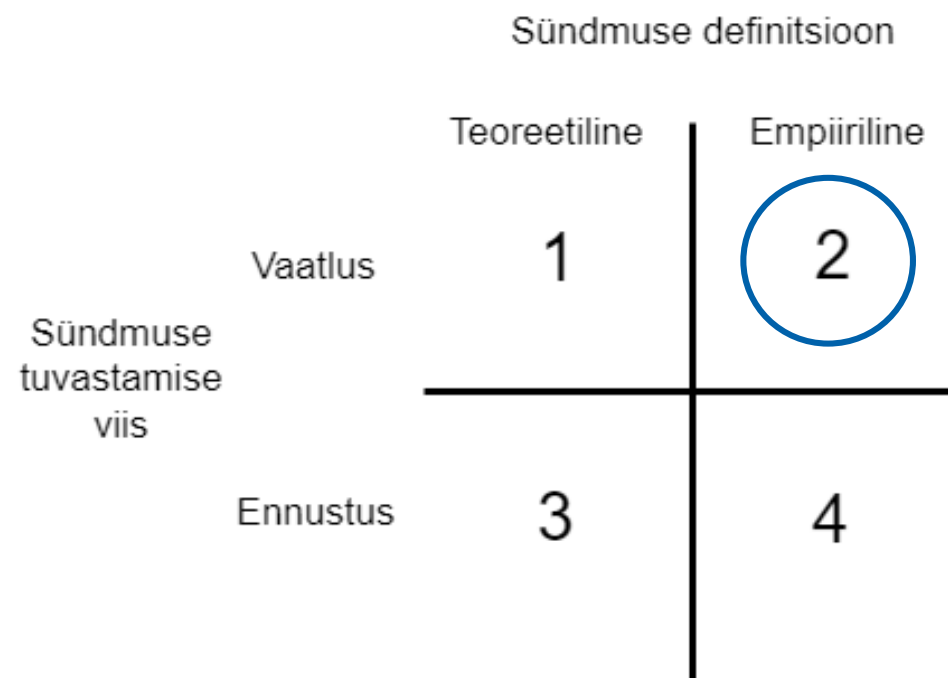 Sündmuse definitsioon
Teoreetiline
Empiiriline
Vaatlus
1
2
Sündmuse
tuvastamise
viis
Ennustus
3
4